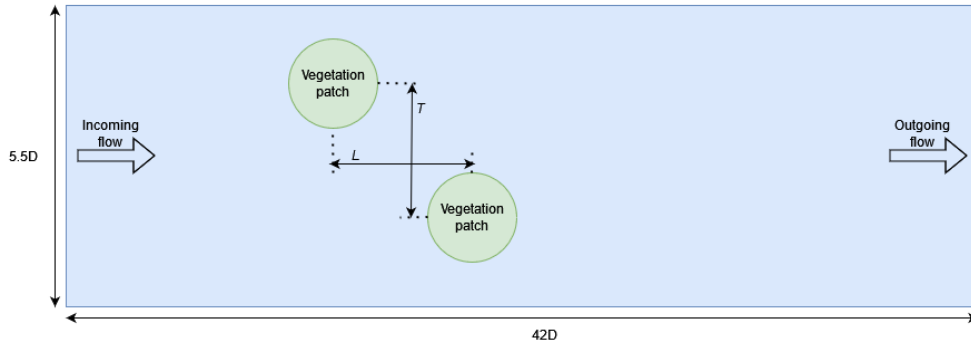 Vegetation
patch
T
Incoming
flow
Outgoing
flow
5.5D
L
Vegetation
patch
42D